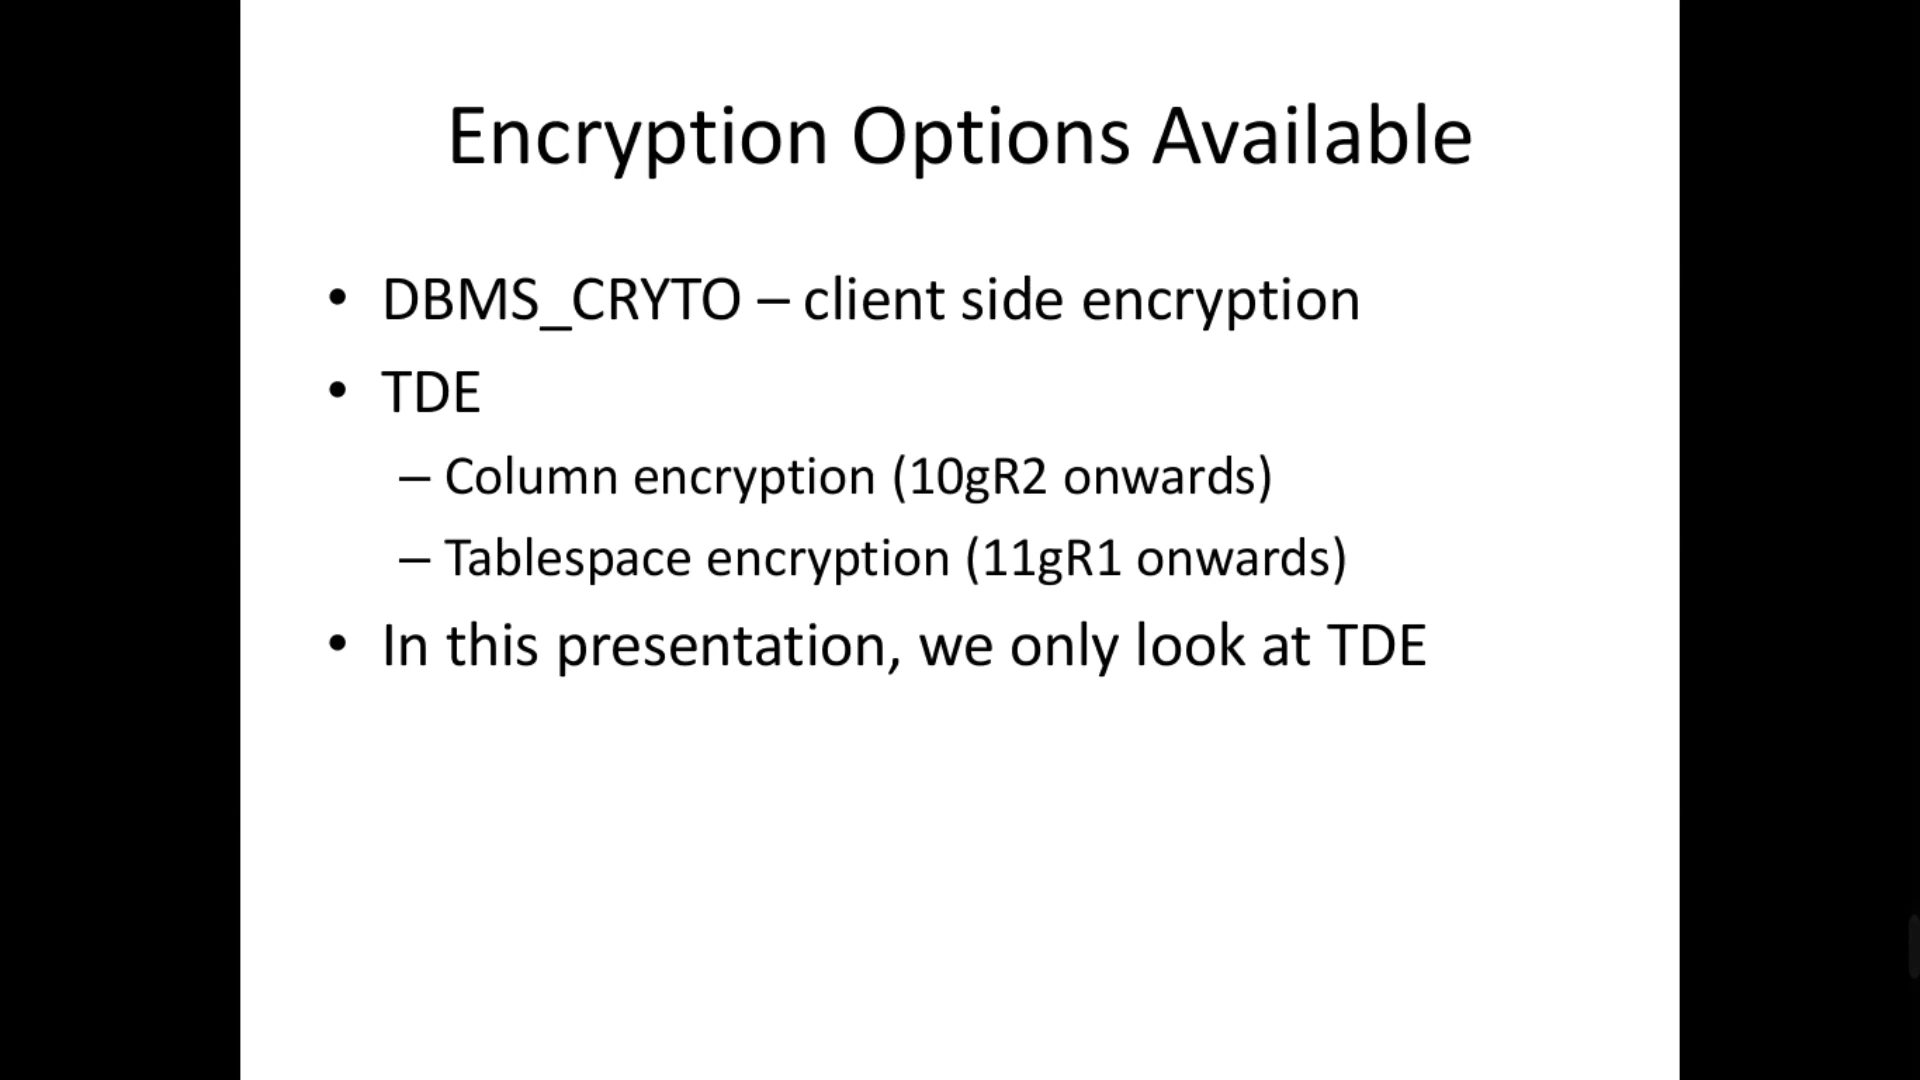 Encryption Options Available
• DBMS_CRYTO – client side encryption
• TDE
– Column encryption (10gR2 onwards)
– Tablespace encryption (11gR1 onwards)
• In this presentation, we only look at TDE